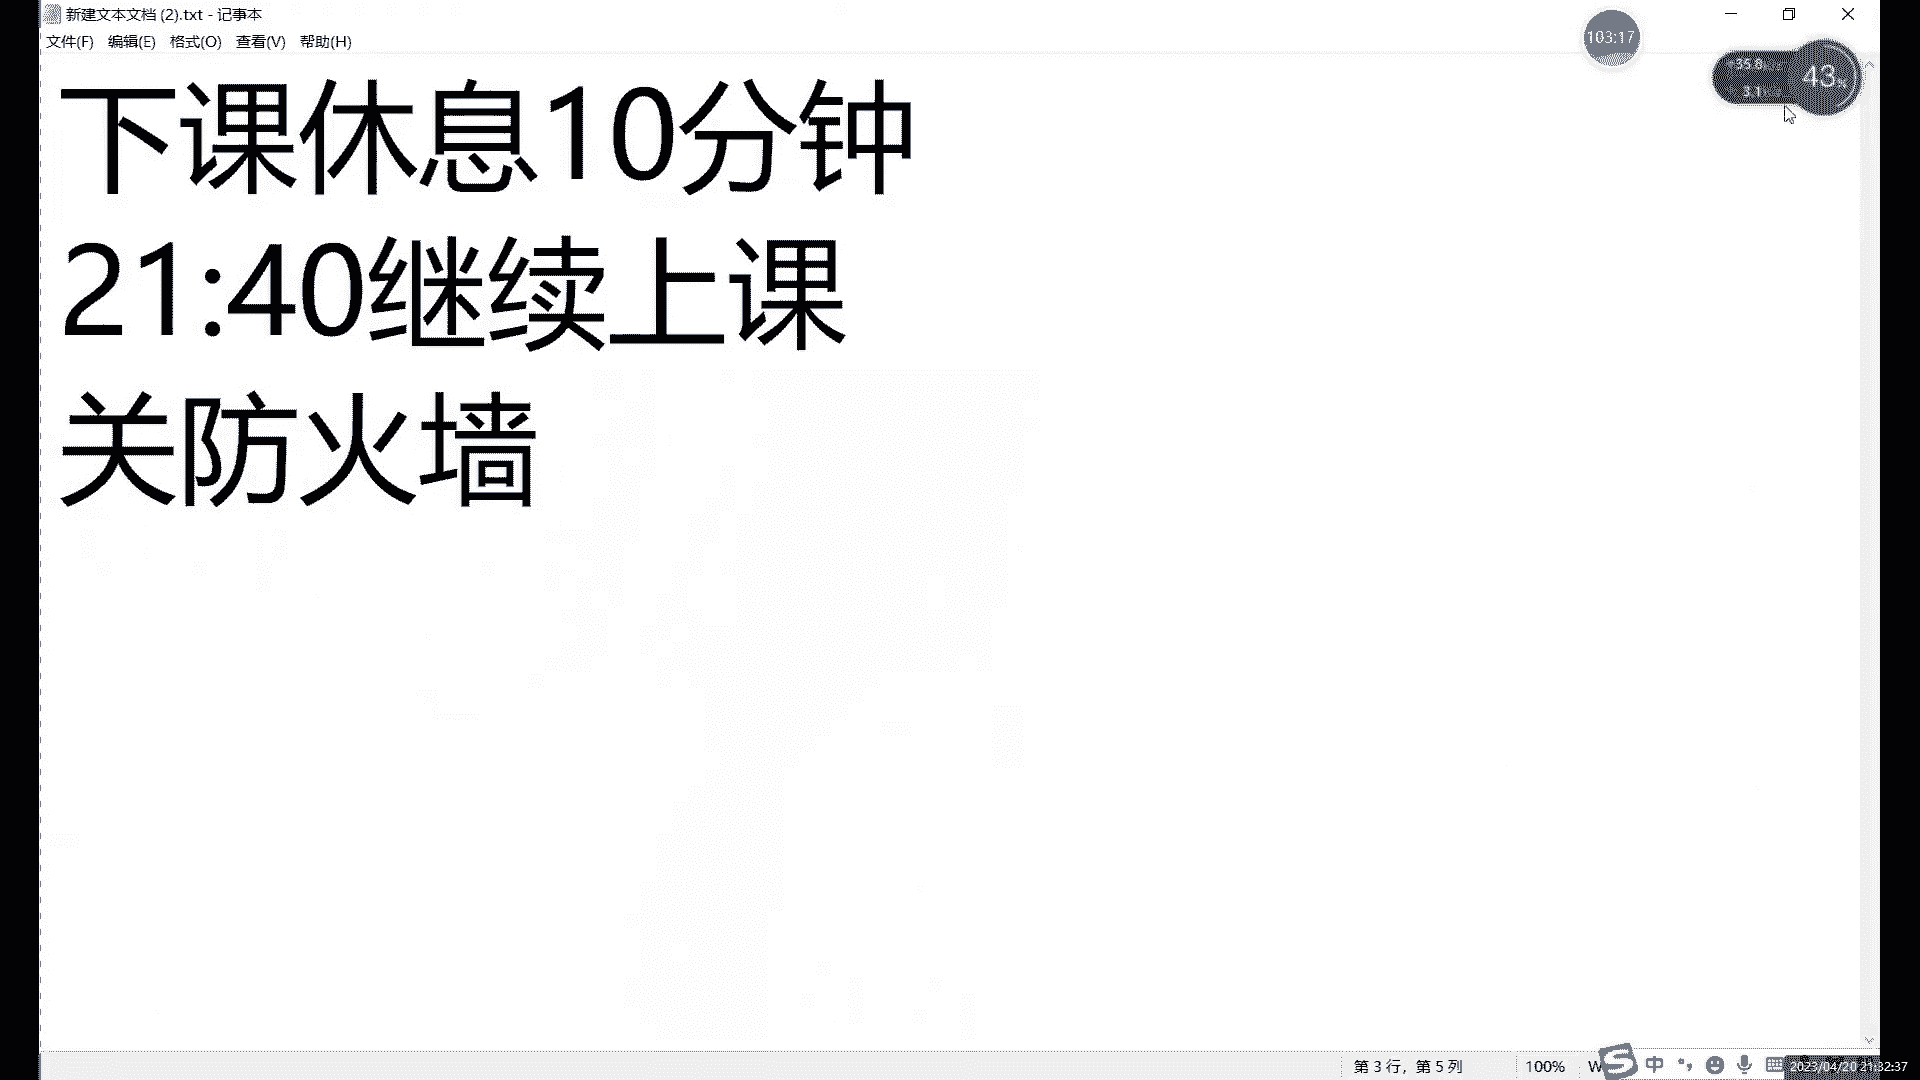 新建文本文档 (2).txt - 记事本
文件(F) 编辑(E) 格式(O) 查看(V) 帮助(H)
103:17
35.8
43%
3.1
下课休息10分钟
21:40继续上课
关防火墙
第 3 行，第 5 列
100%
中
2023/04/20 21:32:37